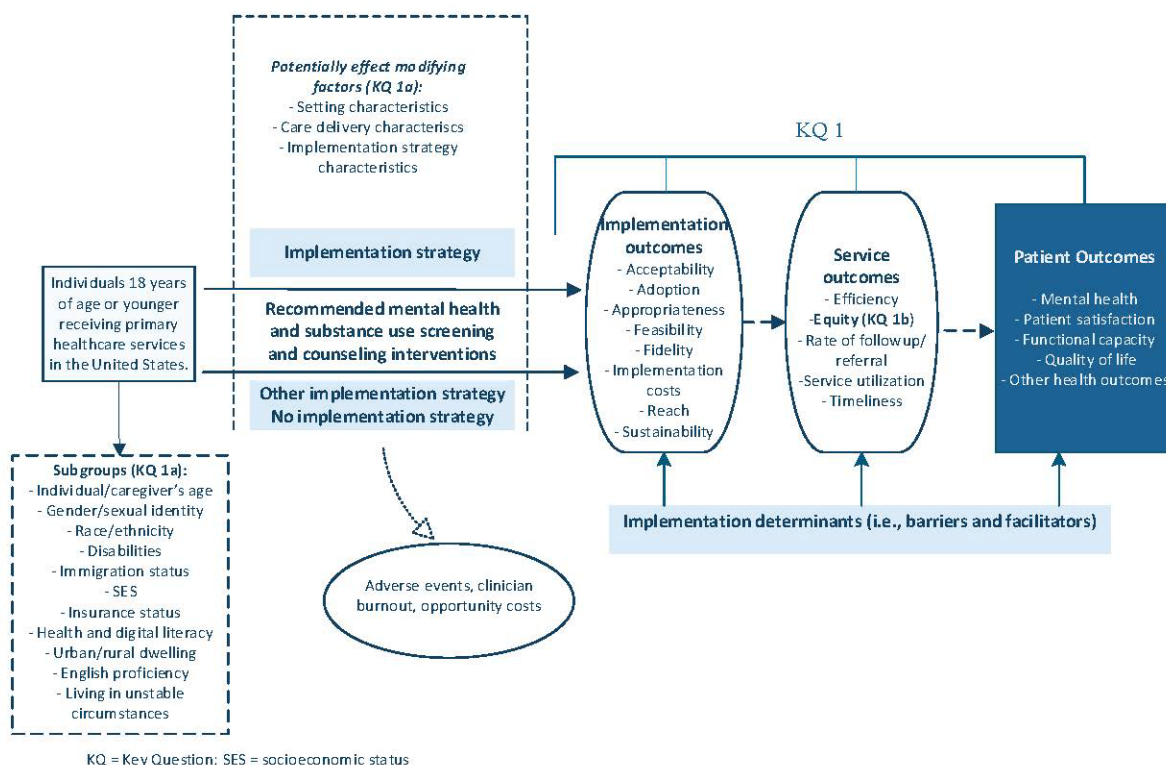 Potentially effect modifying
factors (KQ 1a):
- Setting characteristics
- Care delivery characteriscs
- Implementation strategy
characteristics
KQ 1
Implementation strategy
Individuals 18 years
of age or younger
receiving primary
healthcare services
in the United States.
Recommended mental health
and substance use screening
and counseling interventions
Other implementation strategy
No implementation strategy
Implementation
outcomes
- Acceptability
- Adoption
- Appropriateness
- Feasibility
- Fidelity
- Implementation
costs
- Reach
- Sustainability
Service
outcomes
- Efficiency
-Equity (KQ 1b)
- Rate of followup/
referral
-Service utilization
- Timeliness
Patient Outcomes
- Mental health
- Patient satisfaction
- Functional capacity
- Quality of life
- Other health outcomes
Subgroups (KQ 1a):
- Individual/caregiver's age
- Gender/sexual identity
- Race/ethnicity
- Disabilities
- Immigration status
- SES
- Insurance status
- Health and digital literacy
- Urban/rural dwelling
- English proficiency
- Living in unstable
circumstances
Adverse events, clinician
burnout, opportunity costs
Implementation determinants (i.e., barriers and facilitators)
KQ = Key Question; SES = socioeconomic status